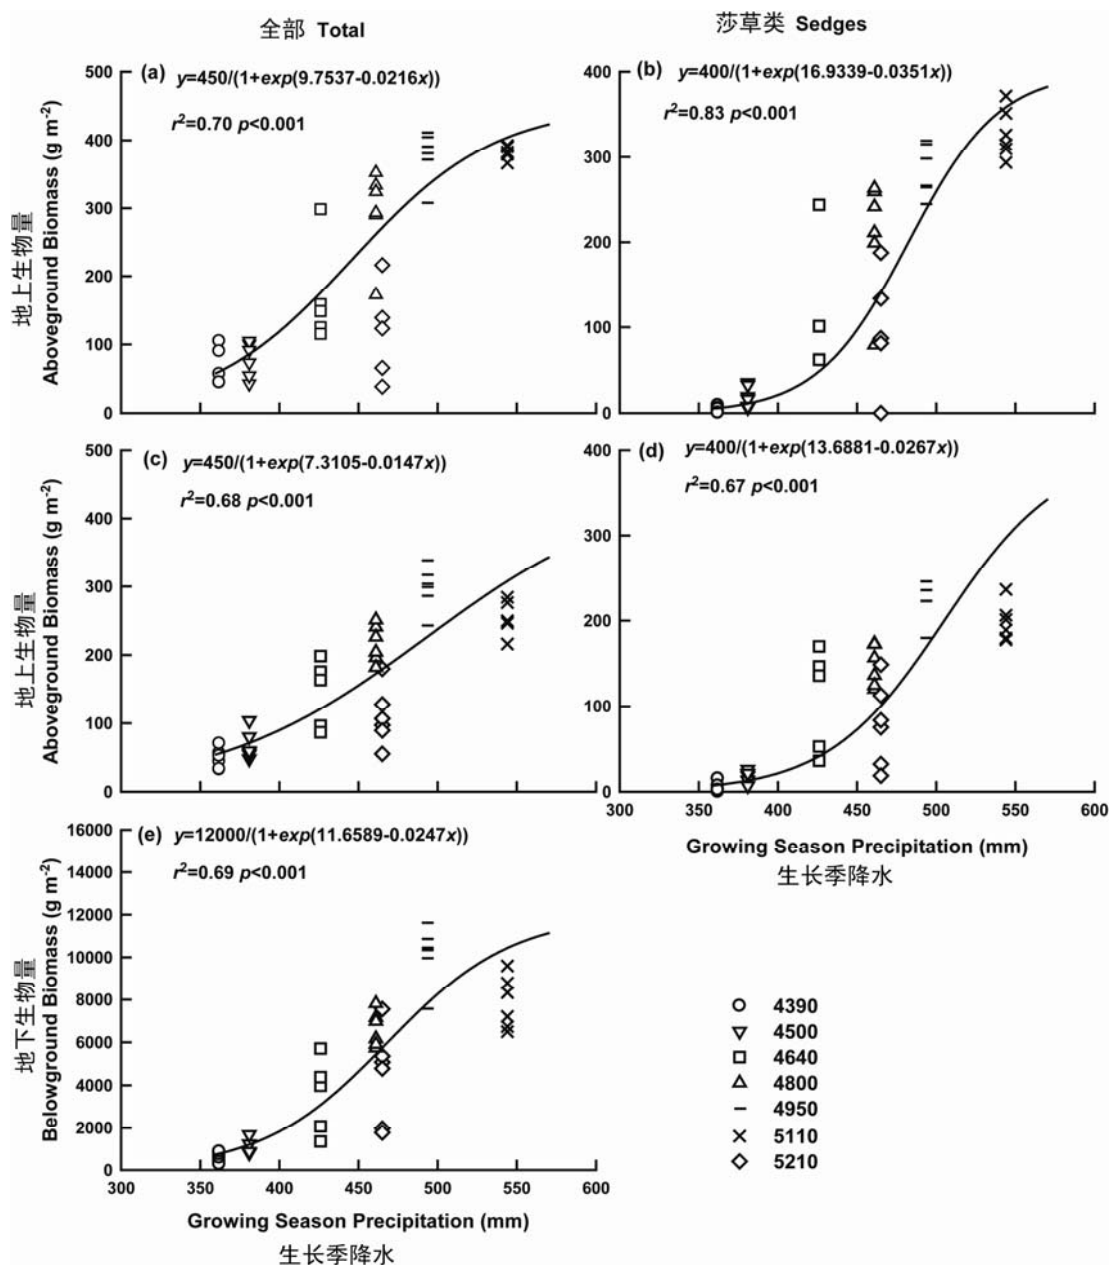 全部 Total
莎草类 Sedges
(a) y=450/(1+exp(9.7537-0.0216x))
r²=0.70 p<0.001
500
400
300
200
100
0
地上生物量
Aboveground Biomass (g m⁻²)
(b) y=400/(1+exp(16.9339-0.0351x))
r²=0.83 p<0.001
400
300
200
100
0
(c) y=450/(1+exp(7.3105-0.0147x))
r²=0.68 p<0.001
500
400
300
200
100
0
地上生物量
Aboveground Biomass (g m⁻²)
(d) y=400/(1+exp(13.6881-0.0267x))
r²=0.67 p<0.001
400
300
200
100
0
300 350 400 450 500 550 600
Growing Season Precipitation (mm)
生长季降水
(e) y=12000/(1+exp(11.6589-0.0247x))
r²=0.69 p<0.001
16000
14000
12000
10000
8000
6000
4000
2000
0
地下生物量
Belowground Biomass (g m⁻²)
300 350 400 450 500 550 600
Growing Season Precipitation (mm)
生长季降水
4390
4500
4640
4800
4950
5110
5210